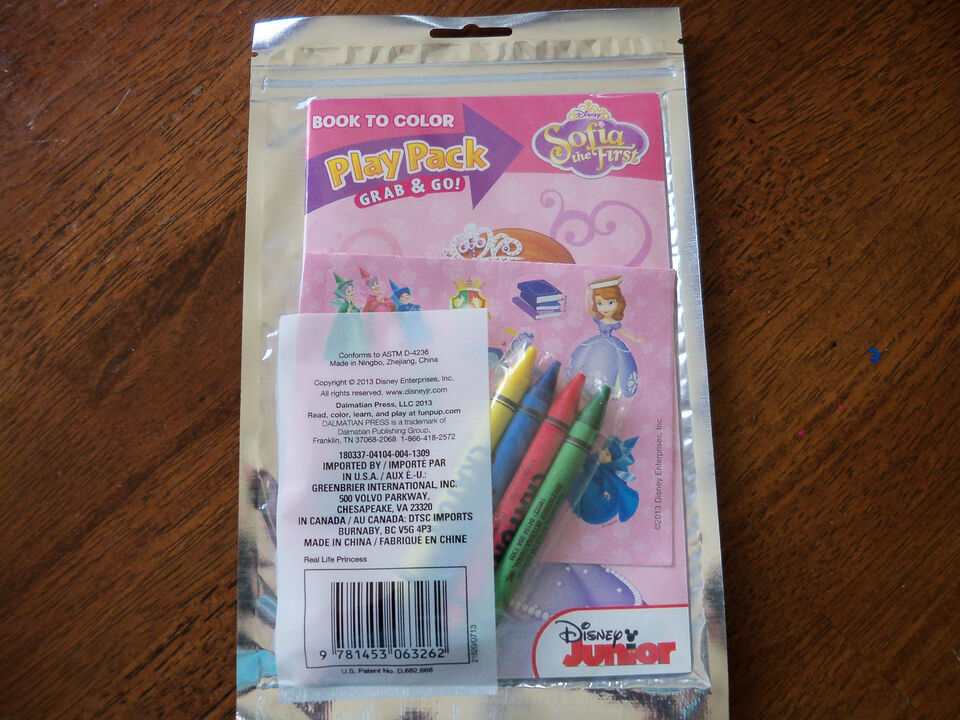 BOOK TO COLOR
Play Pack
GRAB & GO!
Disney
Sofia
the First
Conforms to ASTM D-4236
Made in Ningbo, Zhejiang, China
Copyright © 2013 Disney Enterprises, Inc.
All rights reserved. www.disneyjr.com
Dalmatian Press, LLC 2013
Read, color, learn, and play at funpup.com
DALMATIAN PRESS is a trademark of
Dalmatian Publishing Group,
Franklin, TN 37068-2068 1-866-418-2572
180337-04104-004-1309
IMPORTED BY / IMPORTÉ PAR
IN U.S.A. / AUX É.-U.:
GREENBRIER INTERNATIONAL, INC.
500 VOLVO PARKWAY,
CHESAPEAKE, VA 23320
IN CANADA / AU CANADA: DTSC IMPORTS
BURNABY, BC V5G 4P3
MADE IN CHINA / FABRIQUÉ EN CHINE
Real Life Princess
9 781453 063262
2150/00713
U.S. Patent No. D,682,668
©2013 Disney Enterprises, Inc.
Disney
Junior